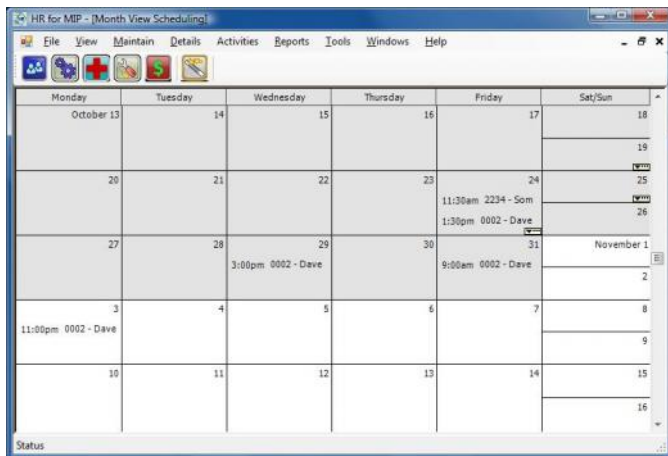 HR for MIP - [Month View Scheduling]
File View Maintain Details Activities Reports Tools Windows Help
Monday Tuesday Wednesday Thursday Friday Sat/Sun
October 13 14 15 16 17 18
19
20 21 22 23 24 25
11:30am 2234 - Som
1:30pm 0002 - Dave
26
27 28 29 30 31 November 1
3:00pm 0002 - Dave 9:00am 0002 - Dave
2
3 4 5 6 7 8
11:00pm 0002 - Dave
9
10 11 12 13 14 15
16
Status